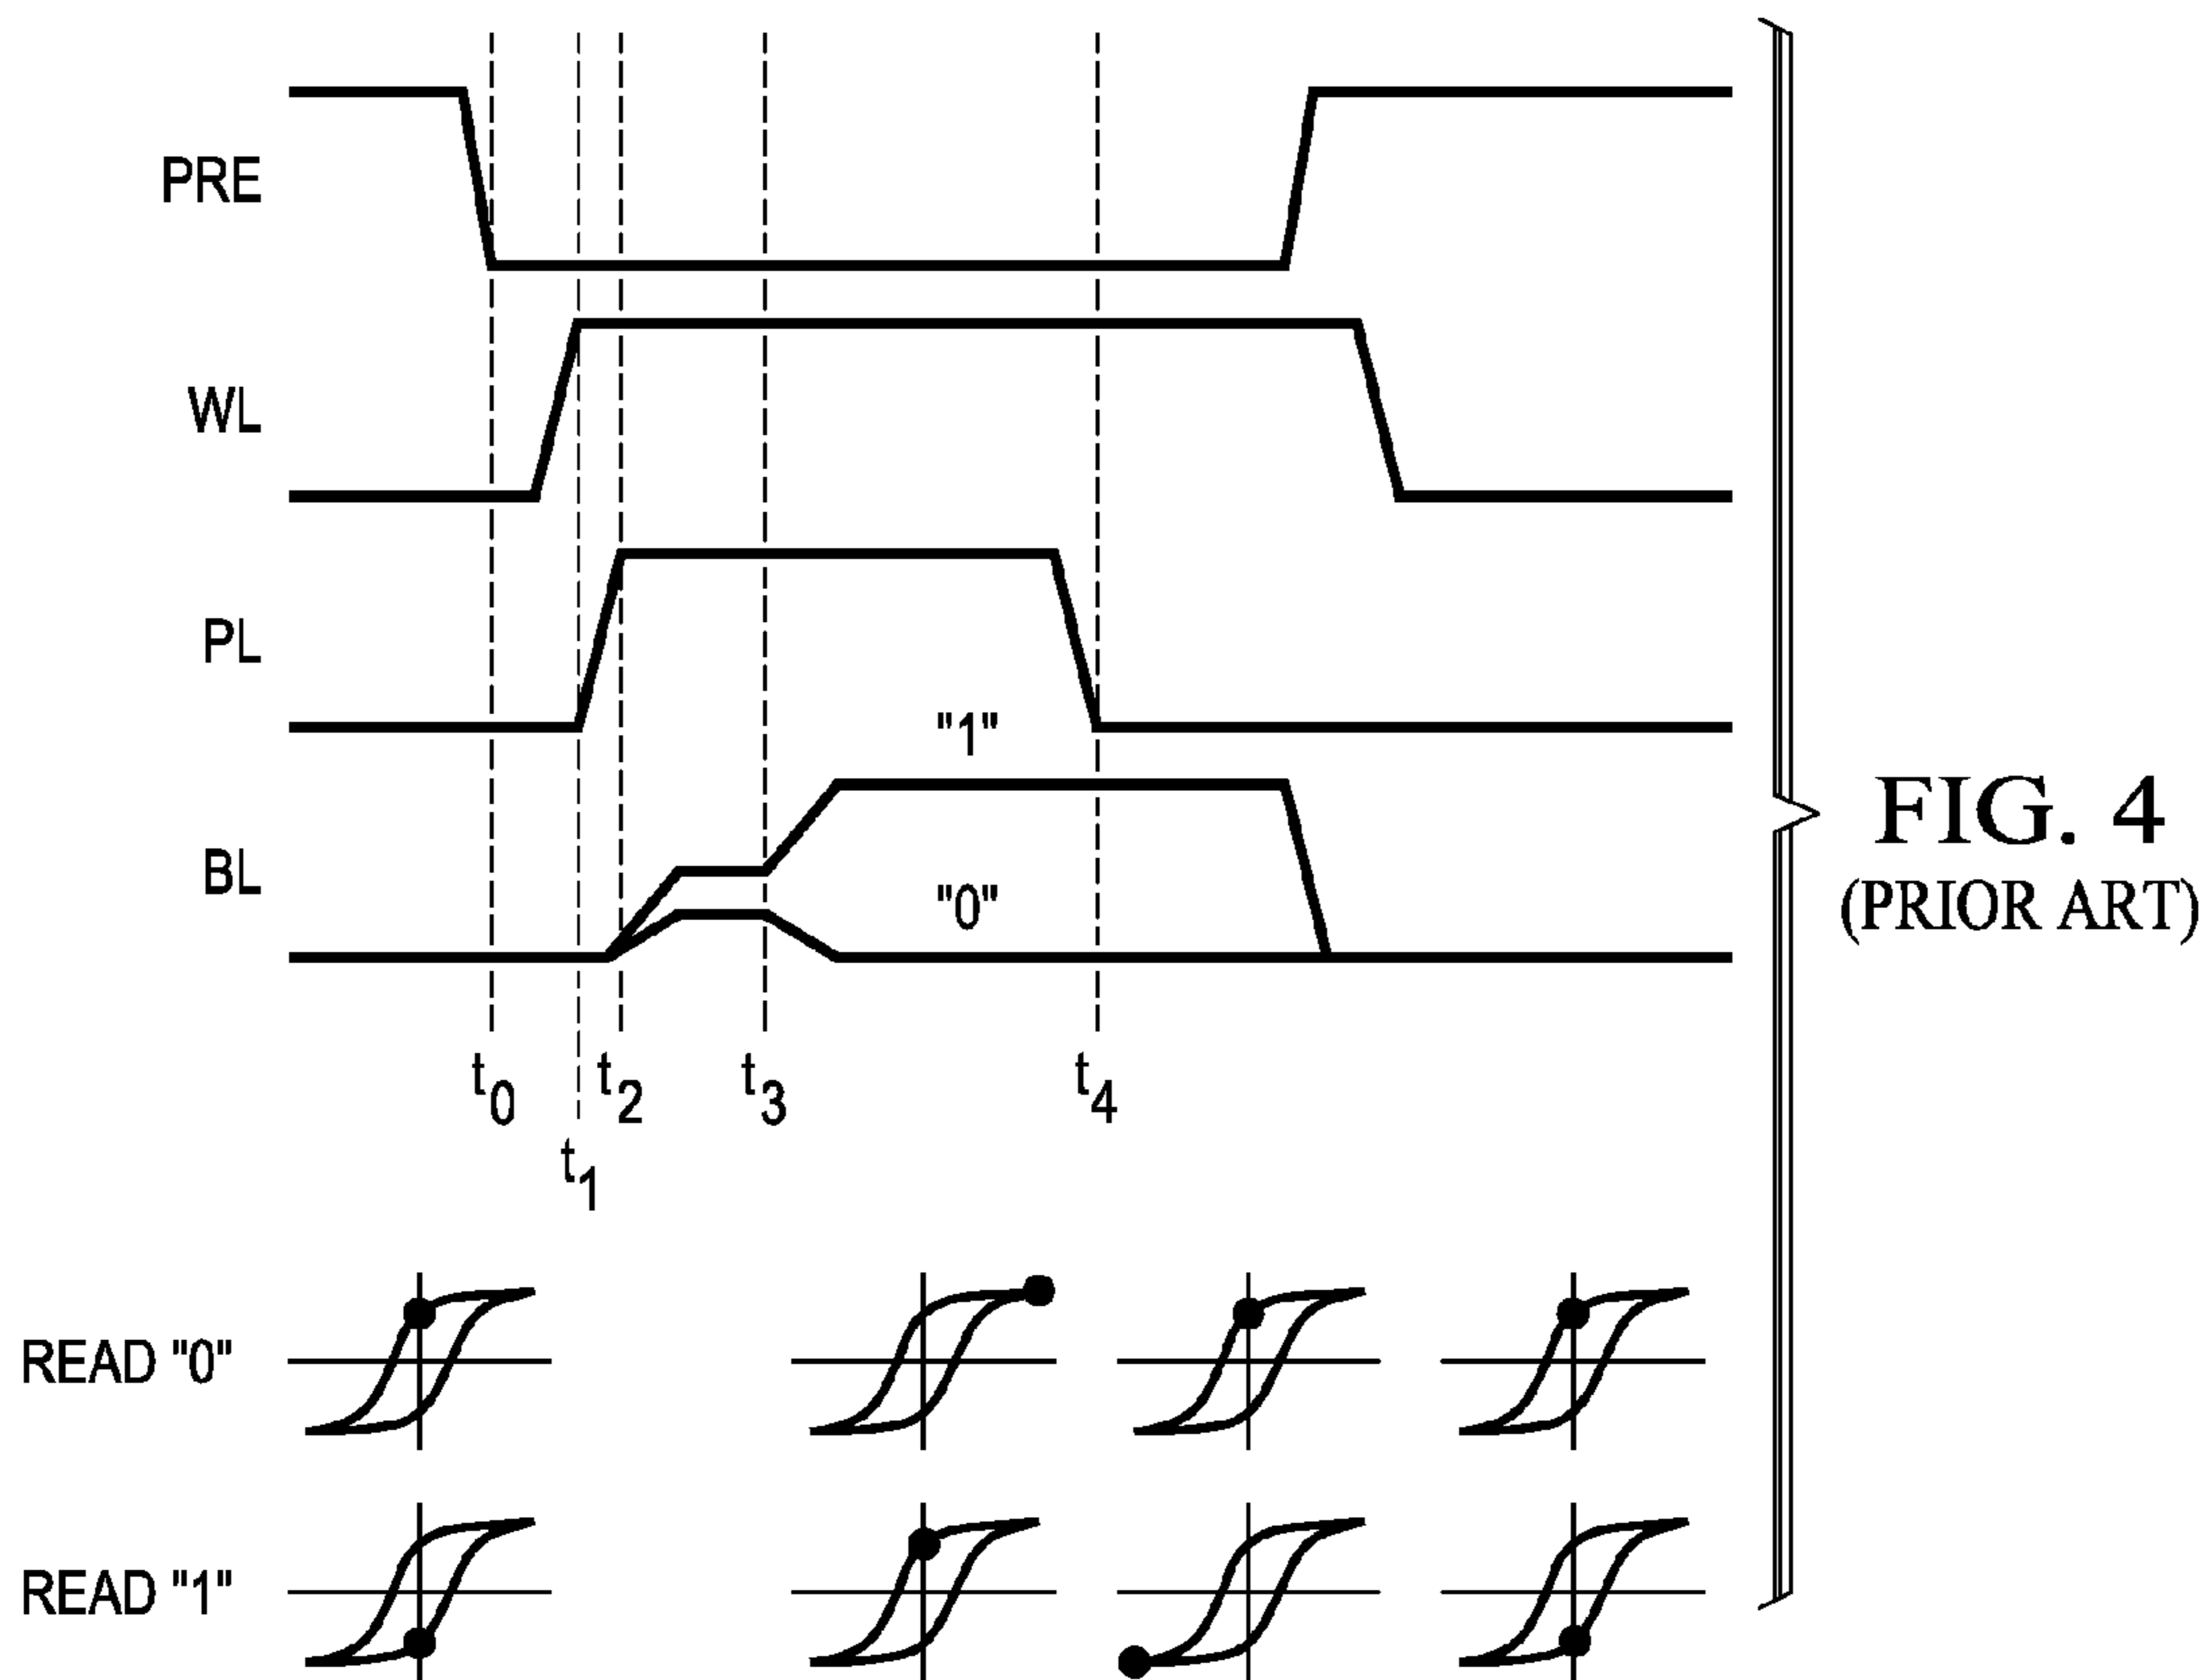 PRE
WL
PL
"1"
BL
"0"
t0
t1
t2
t3
t4
READ "0"
READ "1"
FIG. 4
(PRIOR ART)